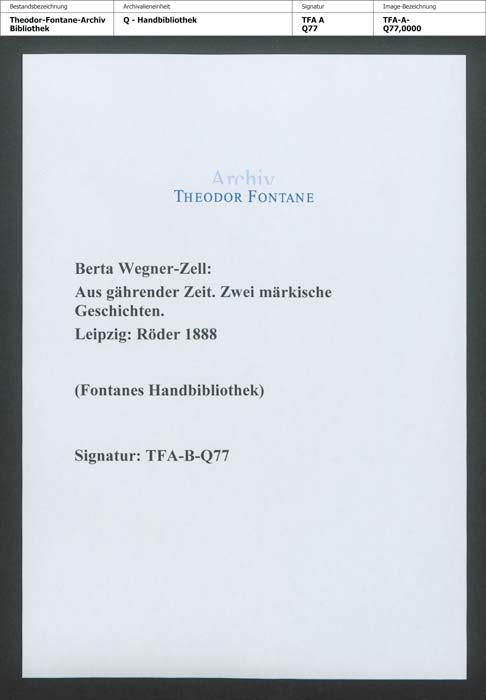 Bestandsbezeichnung
Theodor-Fontane-Archiv
Bibliothek
Archivalieneinheit
Q - Handbibliothek
Signatur
TFA A
Q77
Image-Bezeichnung
TFA-A-
Q77,0000
Archiv
THEODOR FONTANE
Berta Wegner-Zell:
Aus gährender Zeit. Zwei märkische
Geschichten.
Leipzig: Röder 1888
(Fontanes Handbibliothek)
Signatur: TFA-B-Q77